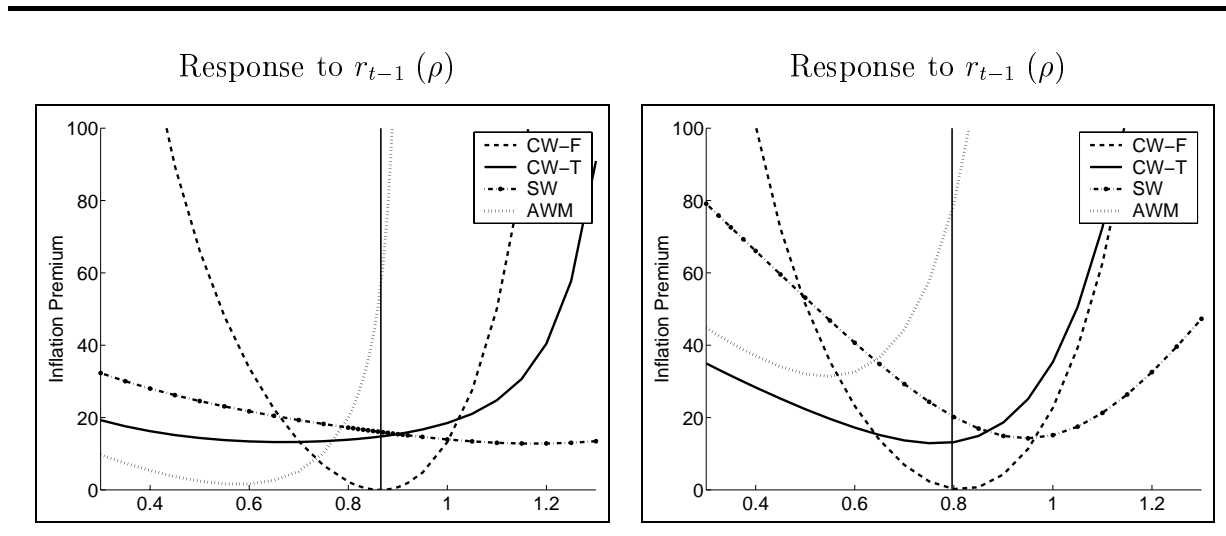 Response to r_{t−1} (ρ)
Inflation Premium
100
80
60
40
20
0
0.4 0.6 0.8 1 1.2
CW−F
CW−T
SW
AWM
Response to r_{t−1} (ρ)
Inflation Premium
100
80
60
40
20
0
0.4 0.6 0.8 1 1.2
CW−F
CW−T
SW
AWM